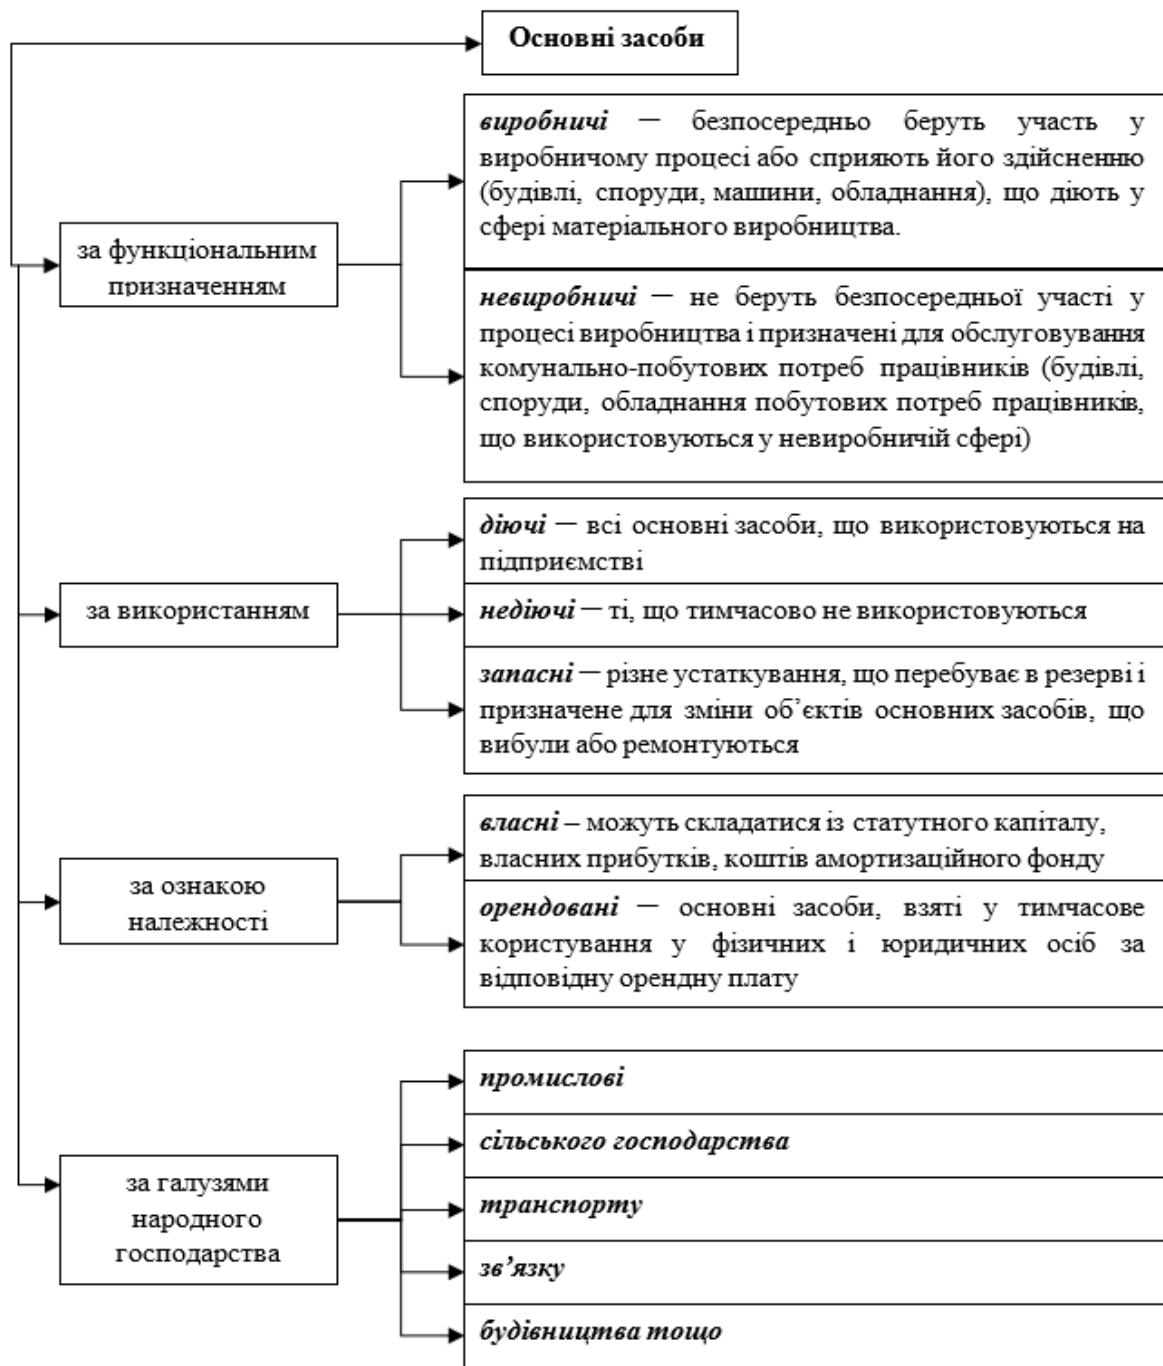 Основні засоби
за функціональним
призначенням
виробничі — безпосередньо беруть участь у
виробничому процесі або сприяють його здійсненню
(будівлі, споруди, машини, обладнання), що діють у
сфері матеріального виробництва.
невиробничі — не беруть безпосередньої участі у
процесі виробництва і призначені для обслуговування
комунально-побутових потреб працівників (будівлі,
споруди, обладнання побутових потреб працівників,
що використовуються у невиробничій сфері)
за використанням
діючі — всі основні засоби, що використовуються на
підприємстві
недіючі — ті, що тимчасово не використовуються
запасні — різне устаткування, що перебуває в резерві і
призначене для зміни об’єктів основних засобів, що
вибули або ремонтуються
за ознакою
належності
власні – можуть складатися із статутного капіталу,
власних прибутків, коштів амортизаційного фонду
орендовані — основні засоби, взяті у тимчасове
користування у фізичних і юридичних осіб за
відповідну орендну плату
за галузями
народного
господарства
промислові
сільського господарства
транспорту
зв’язку
будівництва тощо